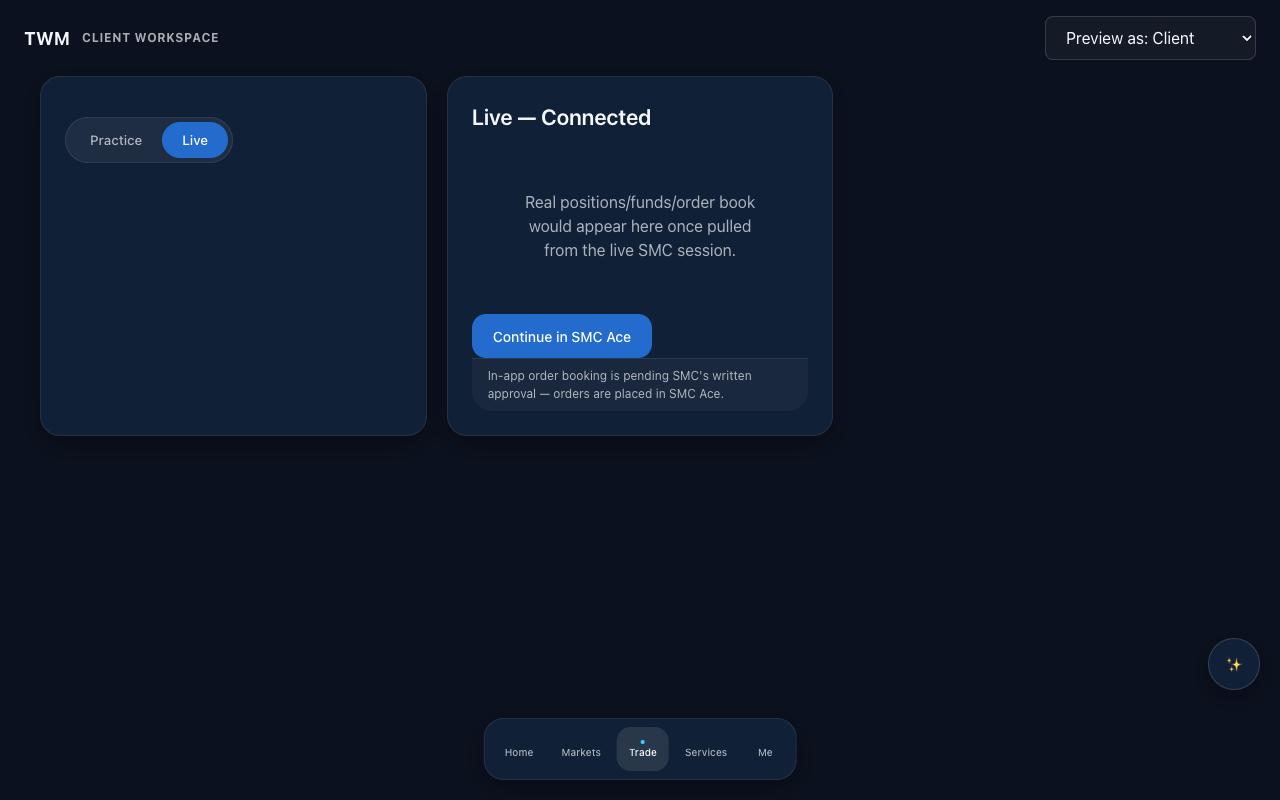 TWM CLIENT WORKSPACE
Preview as: Client
Practice
Live
Live — Connected
Real positions/funds/order book
would appear here once pulled
from the live SMC session.
Continue in SMC Ace
In-app order booking is pending SMC's written
approval — orders are placed in SMC Ace.
Home
Markets
Trade
Services
Me